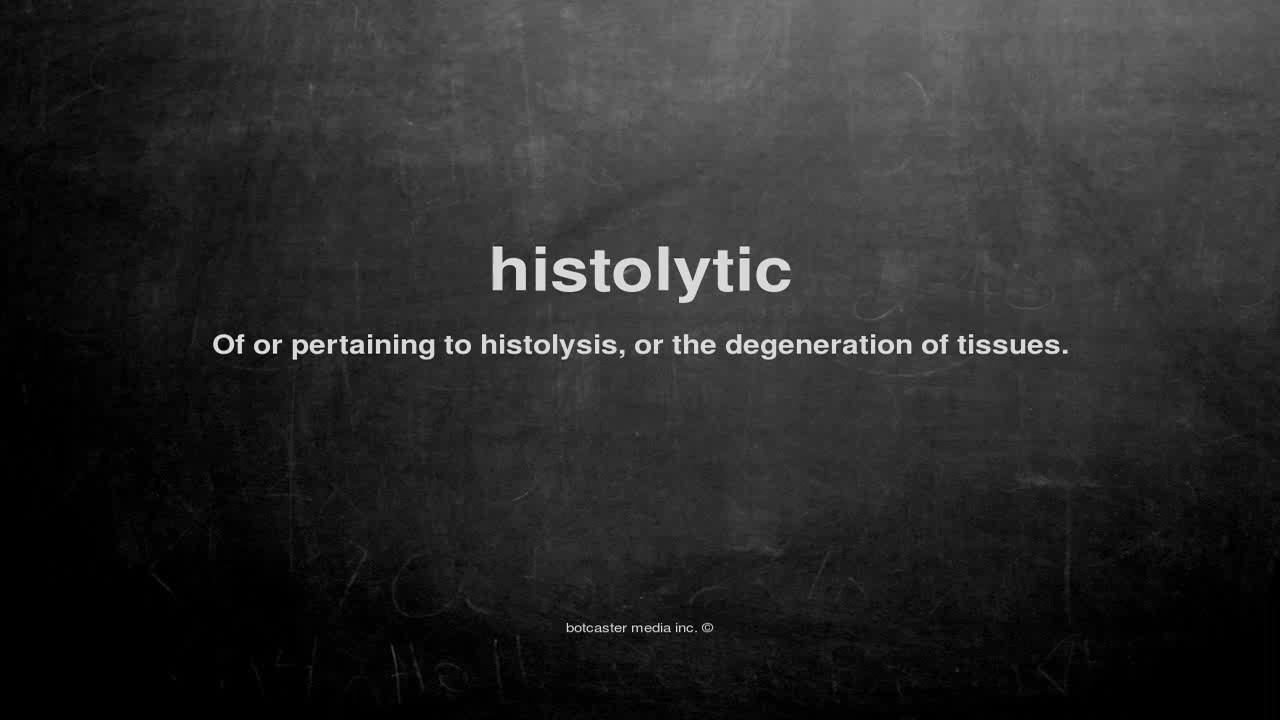 histolytic
Of or pertaining to histolysis, or the degeneration of tissues.
botcaster media inc. ©